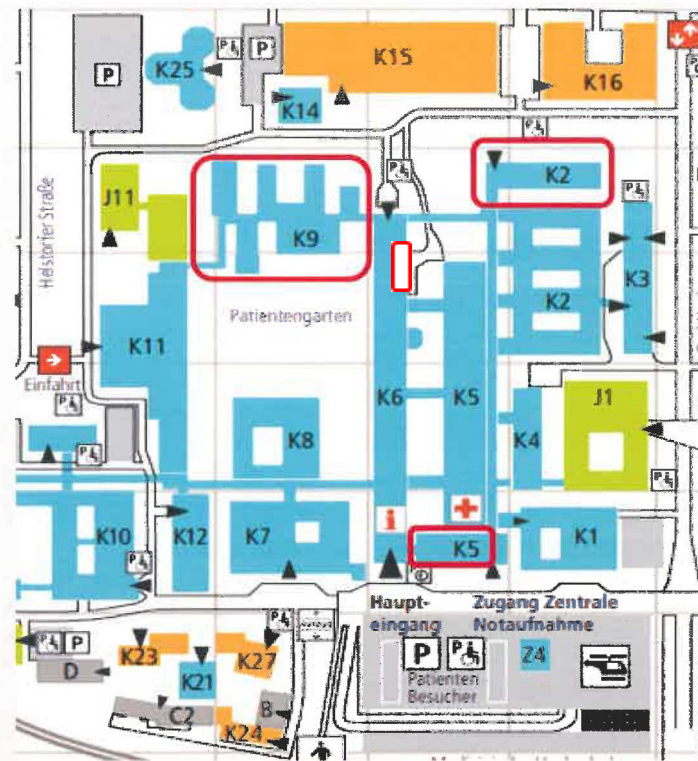 K25
P
P
K15
K16
K14
J11
K2
K9
Helstorfer Straße
K3
K2
Patientengarten
K11
Einfahrt
K6
K5
J1
K8
K4
i
K10
K12
K7
K5
K1
Haupt-
eingang
Zugang Zentrale
Notaufnahme
P
Patienten
Besucher
Z4
P
D
K23
K21
K27
C2
B
K24